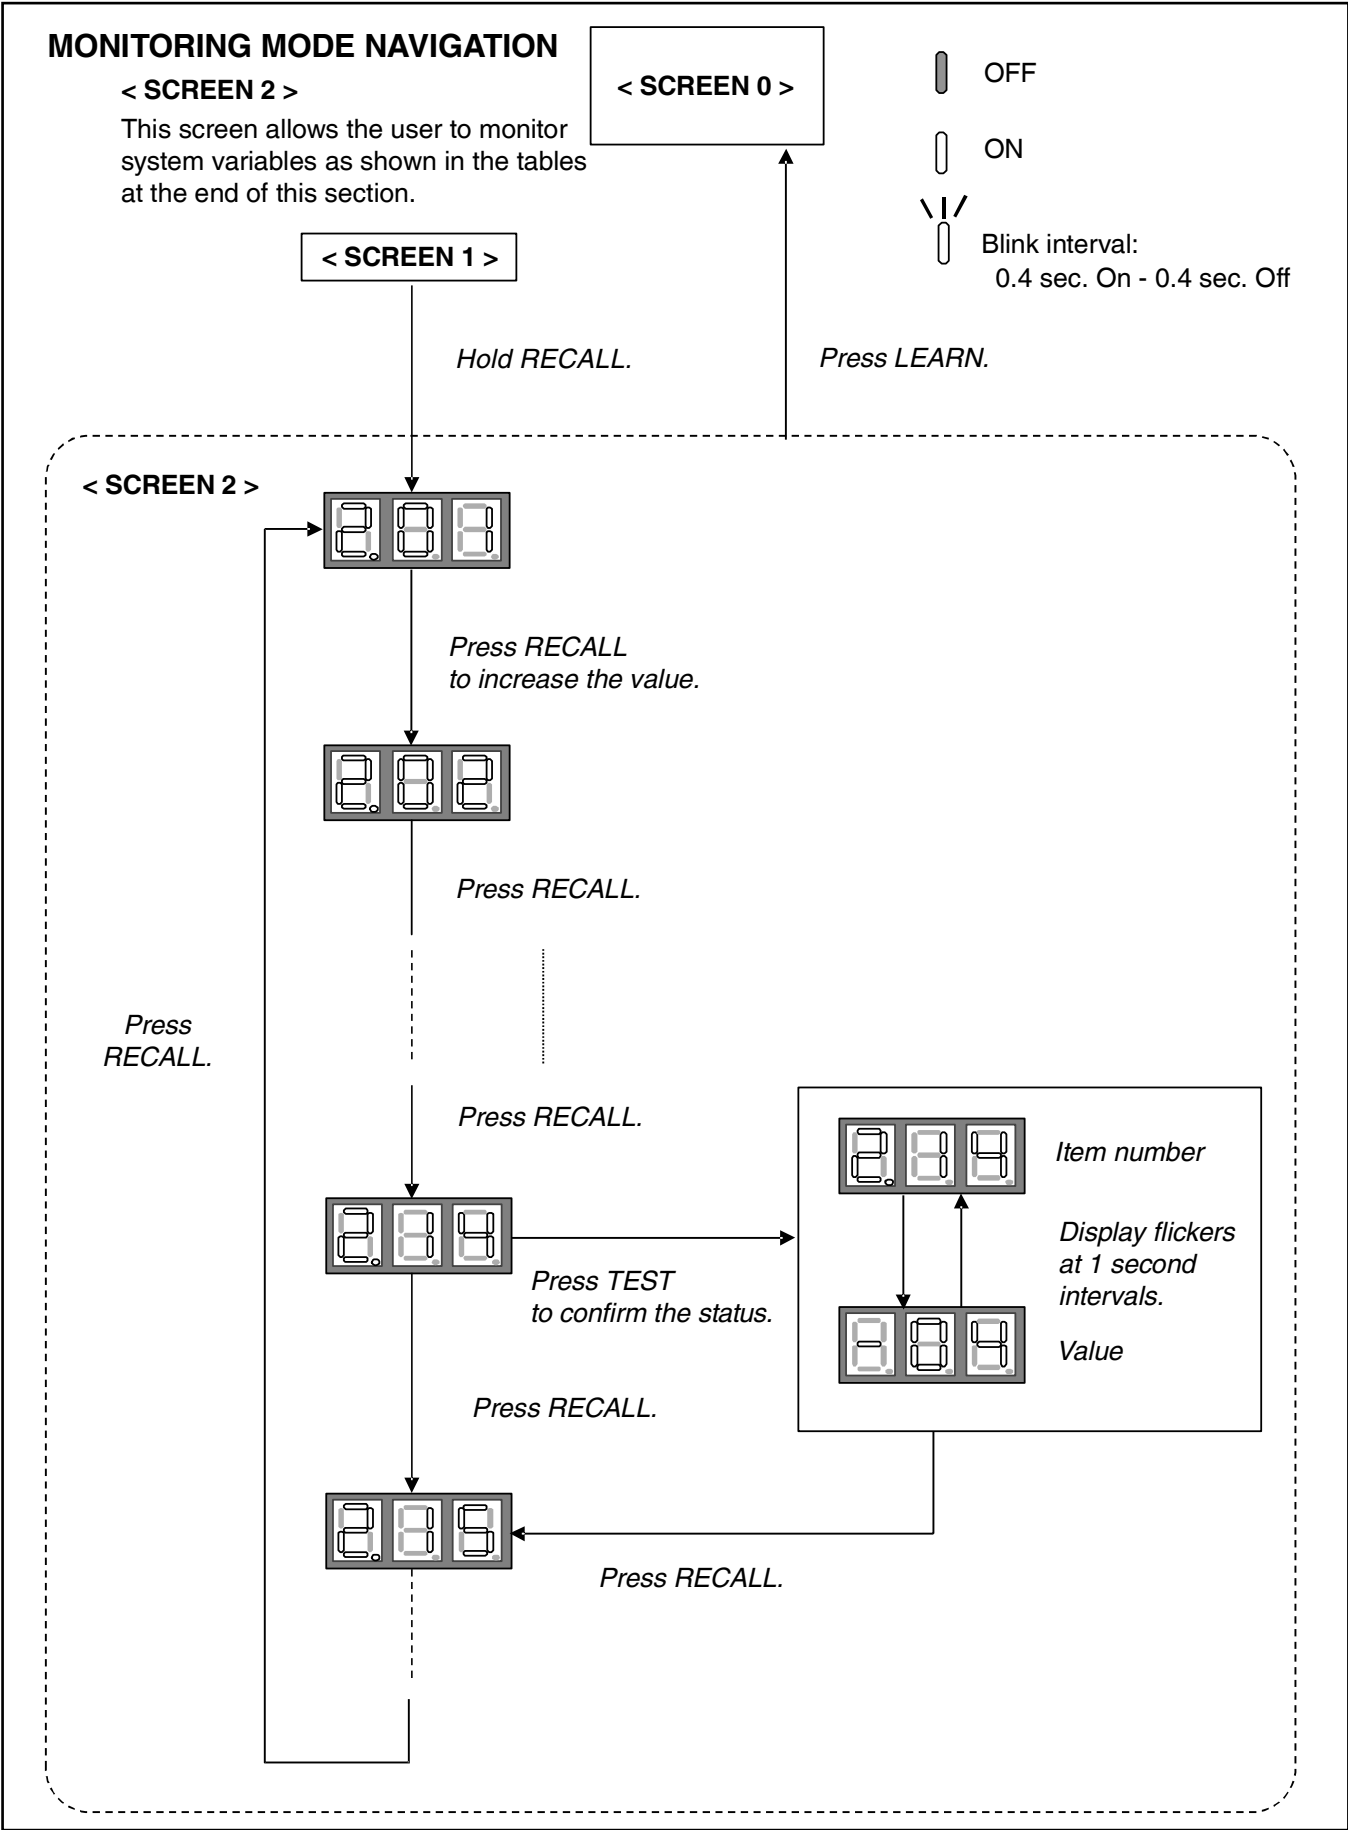 MONITORING MODE NAVIGATION
< SCREEN 2 >
This screen allows the user to monitor
system variables as shown in the tables
at the end of this section.
< SCREEN 0 >
OFF
ON
Blink interval:
0.4 sec. On - 0.4 sec. Off
< SCREEN 1 >
Hold RECALL.
Press LEARN.
< SCREEN 2 >
2.01
Press RECALL
to increase the value.
2.02
Press RECALL.
Press
RECALL.
Press RECALL.
2.14
Press TEST
to confirm the status.
2.14
Item number
Display flickers
at 1 second
intervals.
-04
Value
Press RECALL.
2.15
Press RECALL.